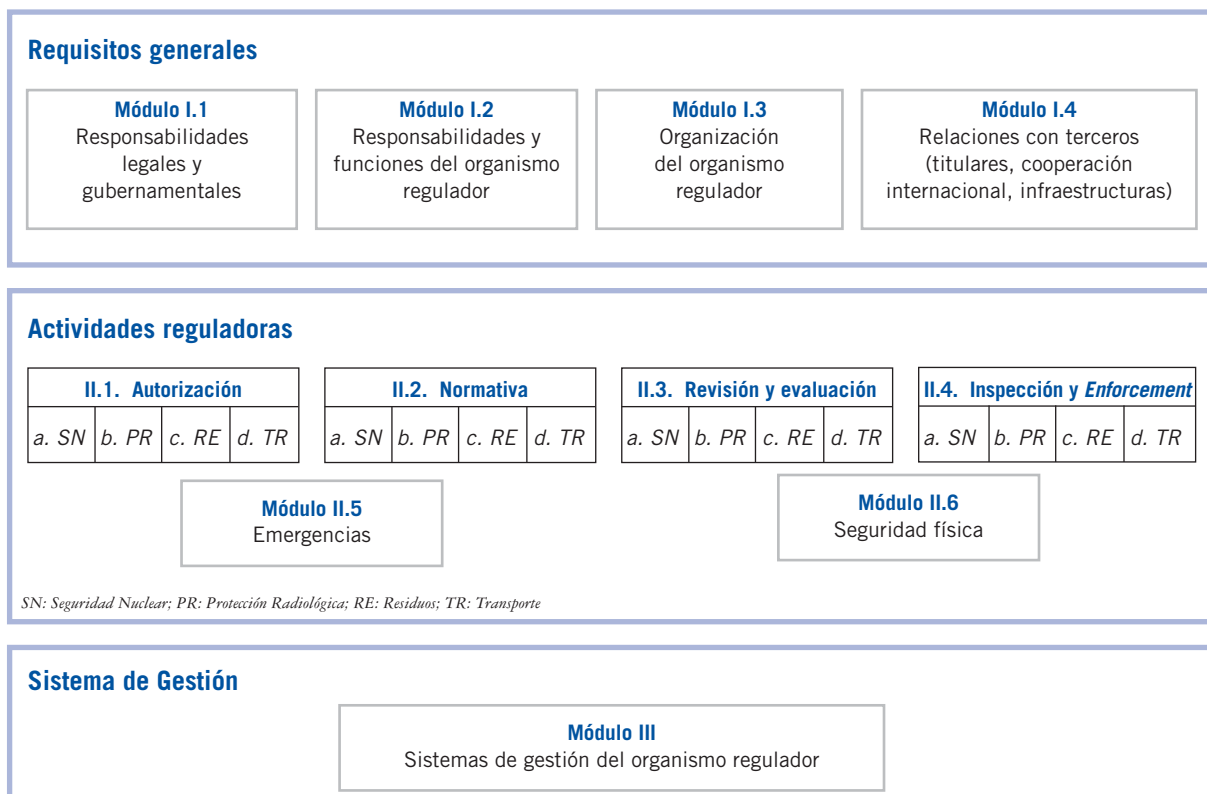 Requisitos generales
Módulo I.1
Responsabilidades
legales y
gubernamentales
Módulo I.2
Responsabilidades y
funciones del organismo
regulador
Módulo I.3
Organización
del organismo
regulador
Módulo I.4
Relaciones con terceros
(titulares, cooperación
internacional, infraestructuras)
Actividades reguladoras
II.1. Autorización
a. SN b. PR c. RE d. TR
II.2. Normativa
a. SN b. PR c. RE d. TR
II.3. Revisión y evaluación
a. SN b. PR c. RE d. TR
II.4. Inspección y Enforcement
a. SN b. PR c. RE d. TR
Módulo II.5
Emergencias
Módulo II.6
Seguridad física
SN: Seguridad Nuclear; PR: Protección Radiológica; RE: Residuos; TR: Transporte
Sistema de Gestión
Módulo III
Sistemas de gestión del organismo regulador